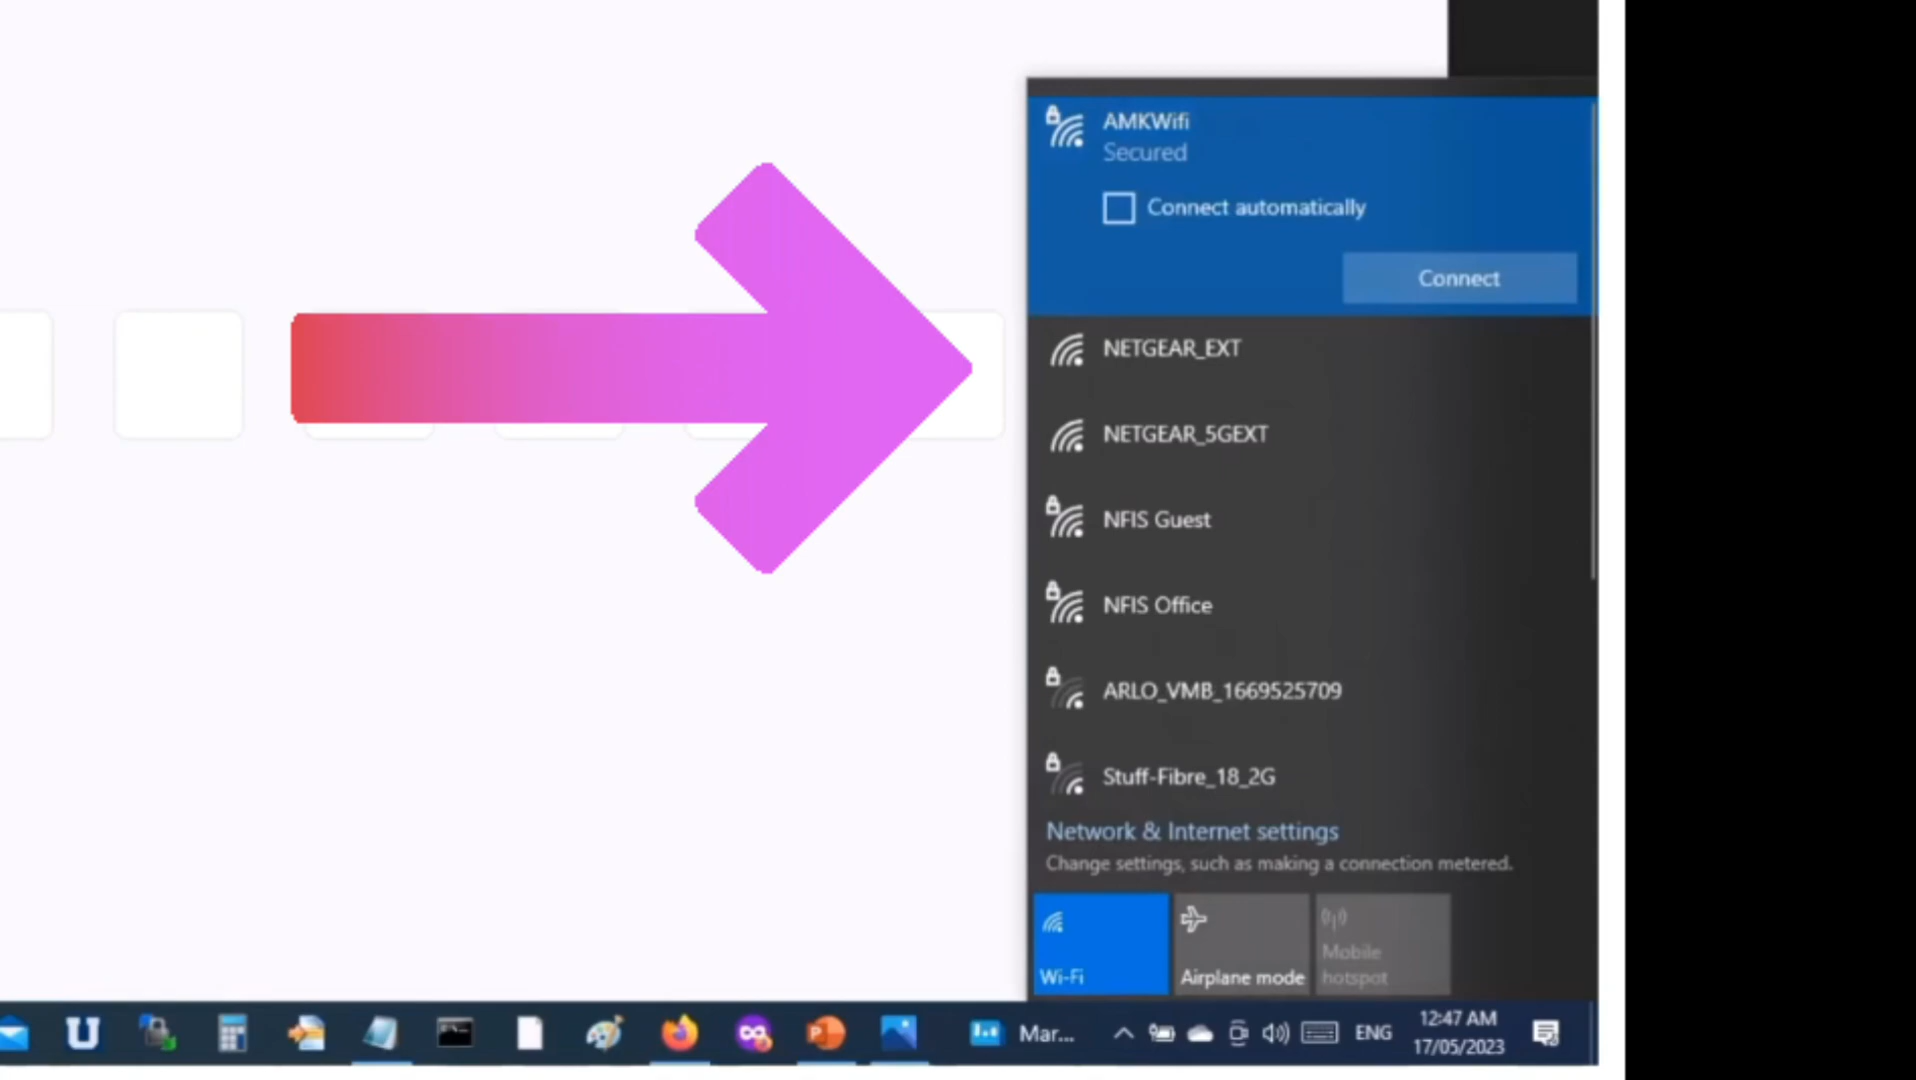 AMKWifi
Secured
Connect automatically
Connect
NETGEAR_EXT
NETGEAR_5GEXT
NFIS Guest
NFIS Office
ARLO_VMB_1669525709
Stuff-Fibre_18_2G
Network & Internet settings
Change settings, such as making a connection metered.
Wi-Fi
Airplane mode
Mobile
hotspot
U
Mar...
ENG
12:47 AM
17/05/2023